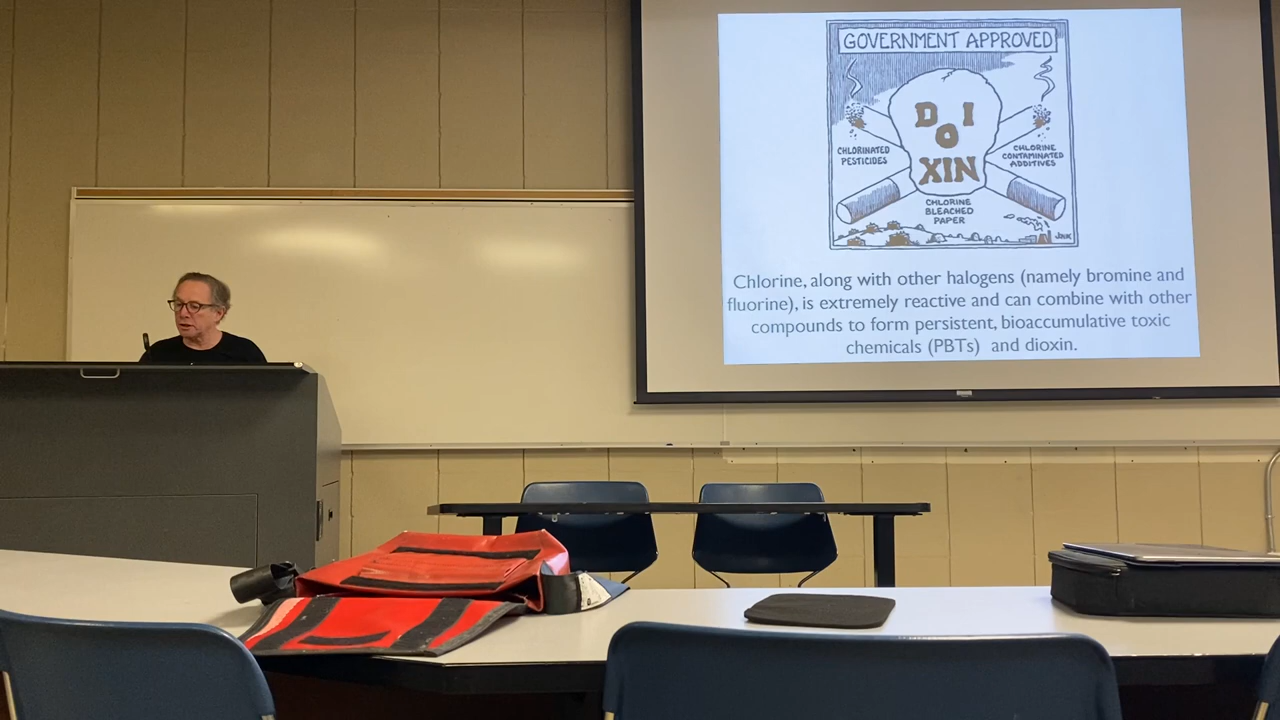 GOVERNMENT APPROVED
D I
O
XIN
CHLORINATED
PESTICIDES
CHLORINE
CONTAMINATED
ADDITIVES
CHLORINE
BLEACHED
PAPER
Chlorine, along with other halogens (namely bromine and
fluorine), is extremely reactive and can combine with other
compounds to form persistent, bioaccumulative toxic
chemicals (PBTs) and dioxin.